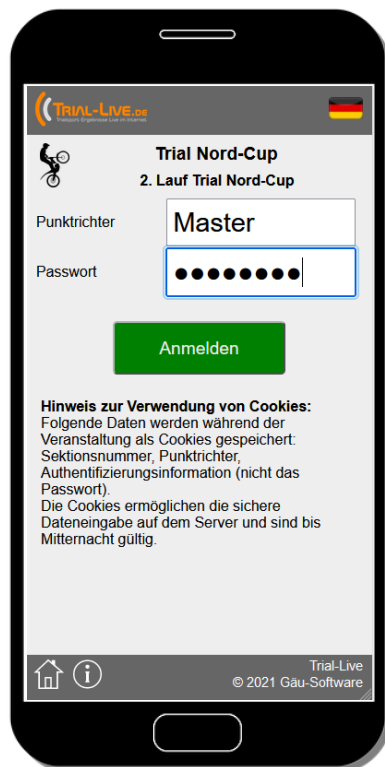 TRIAL-LIVE.DE
Transport Ergebnisse Live im Internet
Trial Nord-Cup
2. Lauf Trial Nord-Cup
Punktrichter
Master
Passwort
●●●●●●●●
Anmelden
Hinweis zur Verwendung von Cookies:
Folgende Daten werden während der
Veranstaltung als Cookies gespeichert:
Sektionsnummer, Punktrichter,
Authentifizierungsinformation (nicht das
Passwort).
Die Cookies ermöglichen die sichere
Dateneingabe auf dem Server und sind bis
Mitternacht gültig.
Trial-Live
© 2021 Gäu-Software